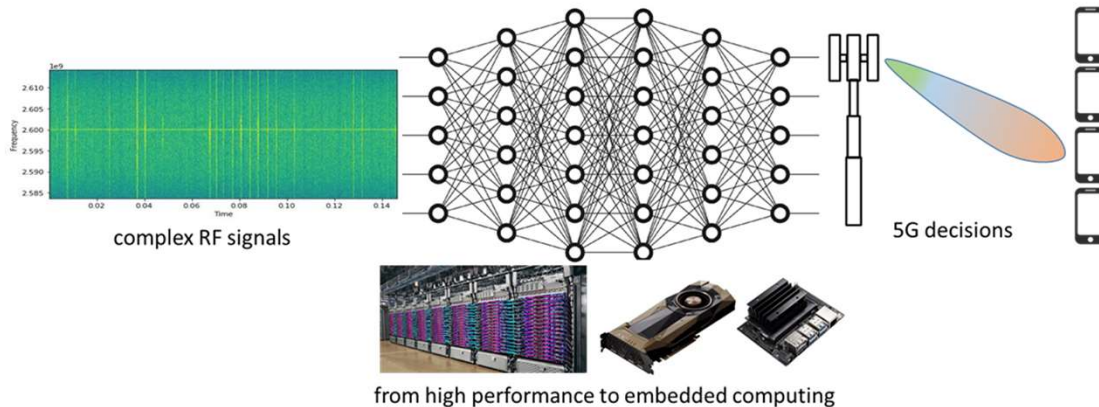 1e9
2.610
2.605
2.600
2.595
2.590
2.585
Frequency
0.02 0.04 0.06 0.08 0.10 0.12 0.14
Time
complex RF signals
5G decisions
from high performance to embedded computing